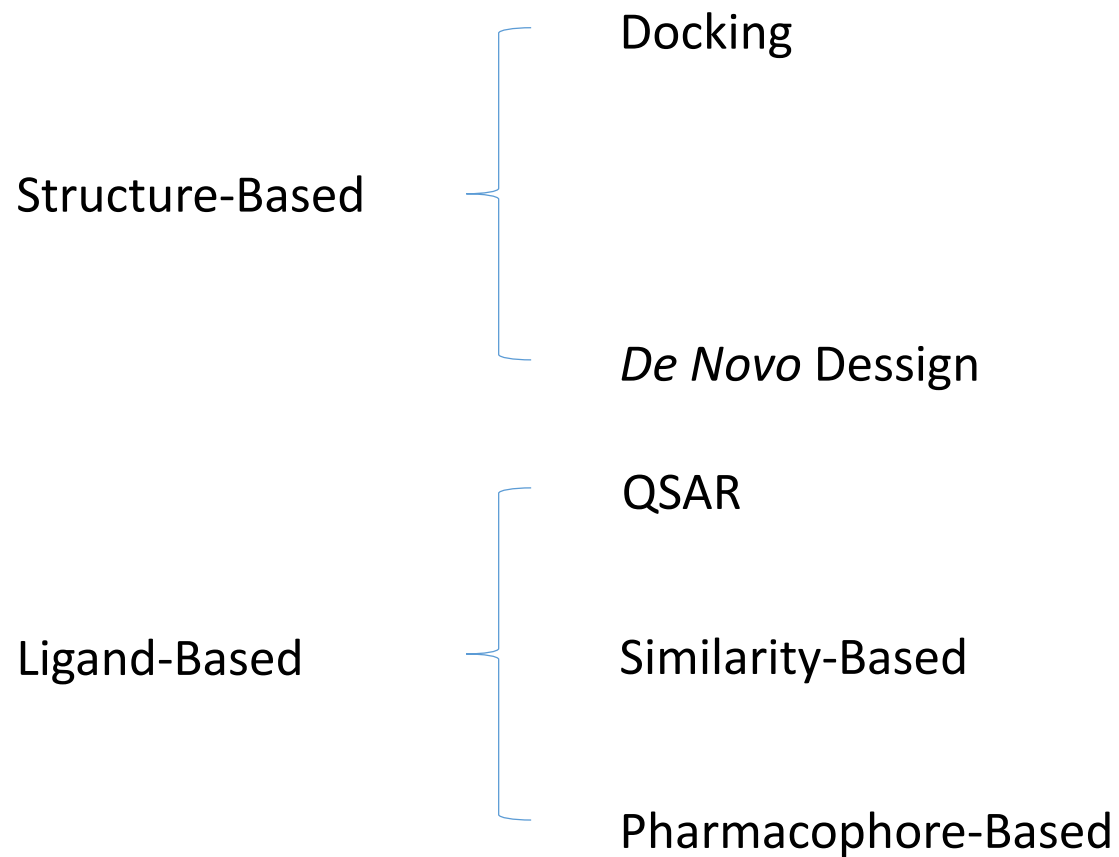 Docking
Structure-Based
De Novo Dessign
QSAR
Ligand-Based
Similarity-Based
Pharmacophore-Based